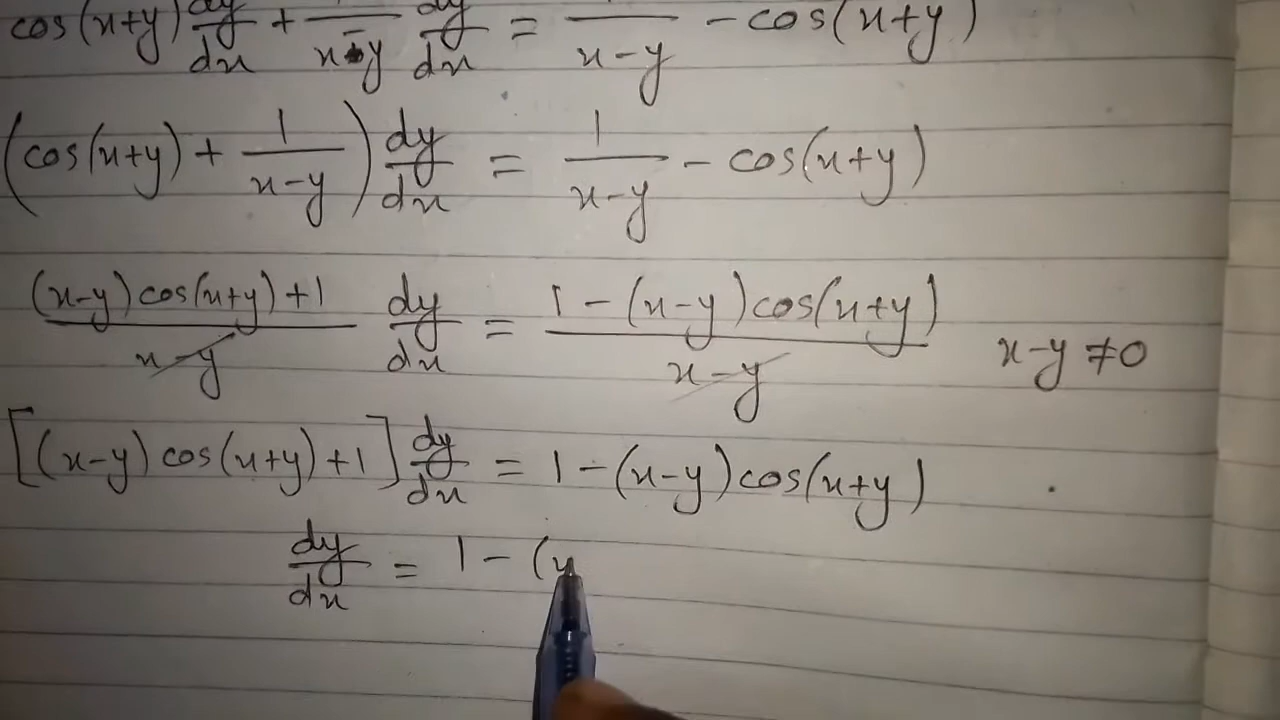 cos(x+y) dy/dx + 1/(x-y) dy/dx = 1/(x-y) - cos(x+y)
(cos(x+y) + 1/(x-y)) dy/dx = 1/(x-y) - cos(x+y)
((x-y)cos(x+y)+1)/(x-y) dy/dx = (1-(x-y)cos(x+y))/(x-y) x-y ≠ 0
[(x-y)cos(x+y)+1] dy/dx = 1-(x-y)cos(x+y)
dy/dx = 1-(x